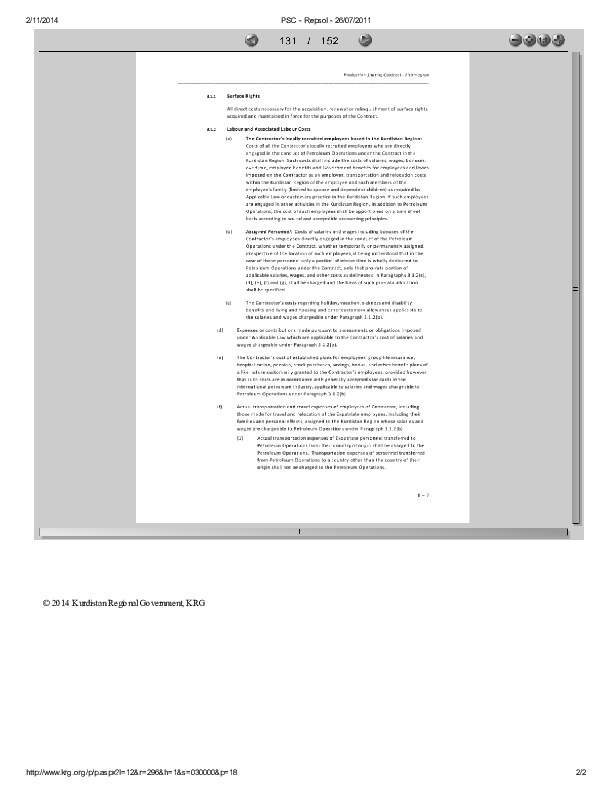 2/11/2014
PSC - Repsol - 26/07/2011
131 / 152
Production Sharing Contract -
3.1.1 Surface Rights
All direct costs necessary for the acquisition, renewal or relinquishment of surface rights
acquired and maintained in force for the purposes of the Contract.
3.1.2 Labour and Associated Labour Costs
(a) The Contractor's locally recruited employees based in the Kurdistan Region:
Costs of all the Contractor's locally recruited employees who are directly
engaged in the conduct of Petroleum Operations under the Contract in the
Kurdistan Region. Such costs shall include the costs of salaries, wages, bonuses,
overtime, employee benefits and Government benefits for employees and levies
imposed on the Contractor as an employer, transportation and relocation costs
within the Kurdistan Region of the employee and such members of the
employee's family (limited to spouse and dependent children) as required by
Applicable Law or customary practice in the Kurdistan Region. If such employees
are engaged in other activities in the Kurdistan Region, in addition to Petroleum
Operations, the cost of such employees shall be apportioned on a time sheet
basis according to sound and acceptable accounting principles.
(b) Assigned Personnel: Costs of salaries and wages including bonuses of the
Contractor's employees directly engaged in the conduct of the Petroleum
Operations under the Contract, whether temporarily or permanently assigned,
irrespective of the location of such employees, it being understood that in the
case of those personnel only a portion of whose time is wholly dedicated to
Petroleum Operations under the Contract, only that pro-rata portion of
applicable salaries, wages, and other costs as delineated in Paragraphs 3.1.2(c),
(d), (e), (f) and (g), shall be charged and the basis of such pro-rata allocation
shall be specified.
(c) The Contractor's costs regarding holiday, vacation, sickness and disability
benefits and living and housing and other customary allowances applicable to
the salaries and wages chargeable under Paragraph 3.1.2(b).
(d) Expenses or contributions made pursuant to assessments or obligations imposed
under Applicable Law which are applicable to the Contractor's cost of salaries and
wages chargeable under Paragraph 3.1.2(b).
(e) The Contractor's cost of established plans for employees' group life insurance,
hospitalisation, pension, stock purchases, savings, bonus, and other benefit plans of
a like nature customarily granted to the Contractor's employees, provided however
that such costs are in accordance with generally accepted standards in the
international petroleum industry, applicable to salaries and wages chargeable to
Petroleum Operations under Paragraph 3.1.2(b)
(f) Actual transportation and travel expenses of employees of Contractor, including
those made for travel and relocation of the Expatriate employees, including their
families and personal effects, assigned to the Kurdistan Region whose salaries and
wages are chargeable to Petroleum Operations under Paragraph 3.1.2(b)
Actual transportation expenses of Expatriate personnel transferred to
Petroleum Operations from their country of origin shall be charged to the
Petroleum Operations. Transportation expenses of personnel transferred
from Petroleum Operations to a country other than the country of their
origin shall not be charged to the Petroleum Operations.
B – 7
© 2014 Kurdistan Regional Government, KRG
http://www.krg.org/p/p.aspx?l=12&r=296&h=1&s=030000&p=18
2/2